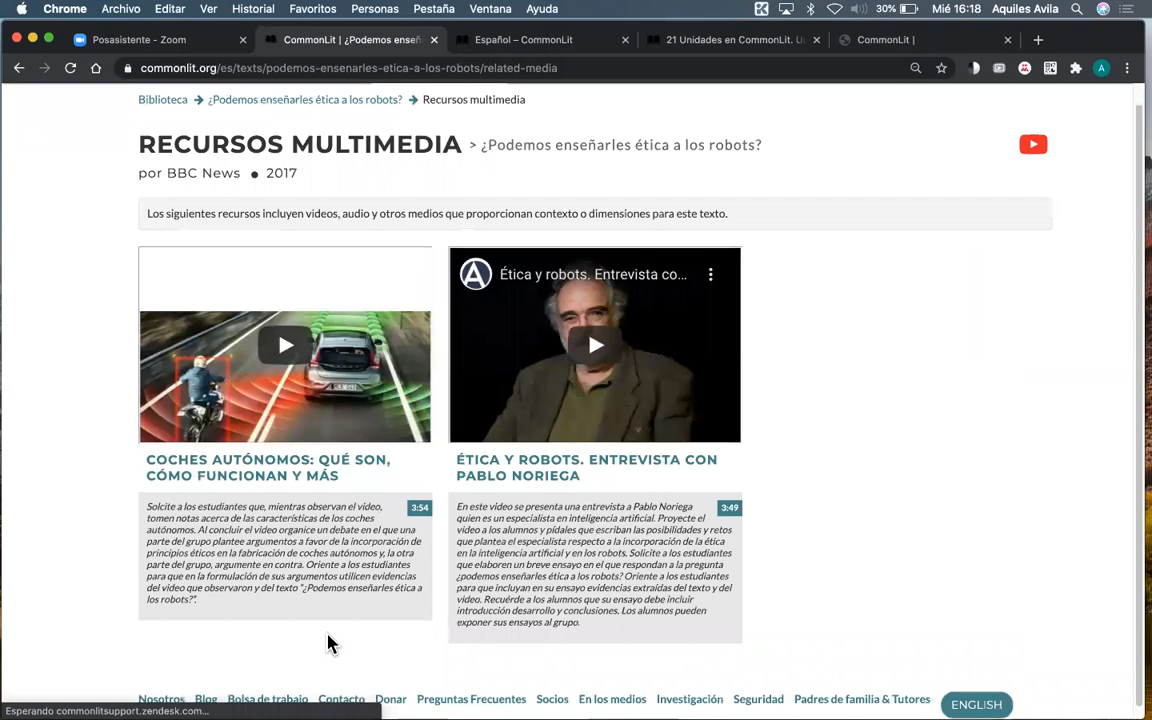 Chrome Archivo Editar Ver Historial Favoritos Personas Pestaña Ventana Ayuda 30% Mié 16:18 Aquiles Avila
Posasistente - Zoom CommonLit | ¿Podemos enseñ Español – CommonLit 21 Unidades en CommonLit. U CommonLit |
commonlit.org/es/texts/podemos-ensenarles-etica-a-los-robots/related-media A
Biblioteca → ¿Podemos enseñarles ética a los robots? → Recursos multimedia
RECURSOS MULTIMEDIA > ¿Podemos enseñarles ética a los robots?
por BBC News ● 2017
Los siguientes recursos incluyen videos, audio y otros medios que proporcionan contexto o dimensiones para este texto.
COCHES AUTÓNOMOS: QUÉ SON,
CÓMO FUNCIONAN Y MÁS
3:54
Solcite a los estudiantes que, mientras observan el video,
tomen notas acerca de las características de los coches
autónomos. Al concluir el video organice un debate en el que una
parte del grupo plantee argumentos a favor de la incorporación de
principios éticos en la fabricación de coches autónomos y, la otra
parte del grupo, argumente en contra. Oriente a los estudiantes
para que en la formulación de sus argumentos utilicen evidencias
del video que observaron y del texto "¿Podemos enseñarles ética a
los robots?".
Ética y robots. Entrevista co...
ÉTICA Y ROBOTS. ENTREVISTA CON
PABLO NORIEGA
3:49
En este video se presenta una entrevista a Pablo Noriega
quien es un especialista en inteligencia artificial. Proyecte el
video a los alumnos y pídales que escriban las posibilidades y retos
que plantea el especialista respecto a la incorporación de la ética
en la inteligencia artificial y en los robots. Solicite a los estudiantes
que elaboren un breve ensayo en el que respondan a la pregunta
¿podemos enseñarles ética a los robots? Oriente a los estudiantes
para que incluyan en su ensayo evidencias extraídas del texto y del
video. Recuérde a los alumnos que su ensayo debe incluir
introducción desarrollo y conclusiones. Los alumnos pueden
exponer sus ensayos al grupo.
Nosotros Blog Bolsa de trabajo Contacto Donar Preguntas Frecuentes Socios En los medios Investigación Seguridad Padres de familia & Tutores ENGLISH
Esperando commonlitsupport.zendesk.com...